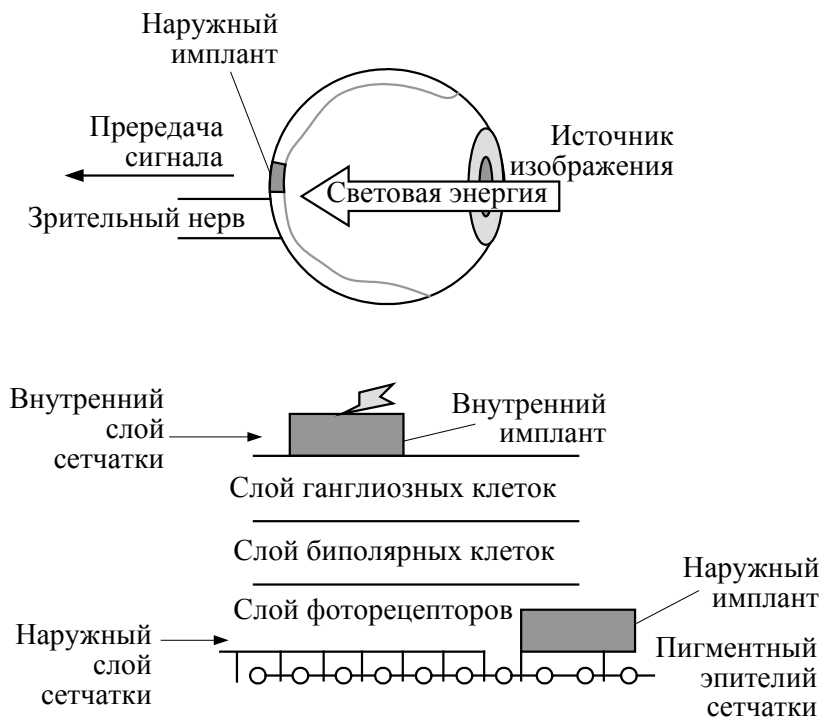 Наружный
имплант
Прередача
сигнала
Источник
изображения
Световая энергия
Зрительный нерв
Внутренний
слой
сетчатки
Внутренний
имплант
Слой ганглиозных клеток
Слой биполярных клеток
Слой фоторецепторов
Наружный
имплант
Наружный
слой
сетчатки
Пигментный
эпителий
сетчатки